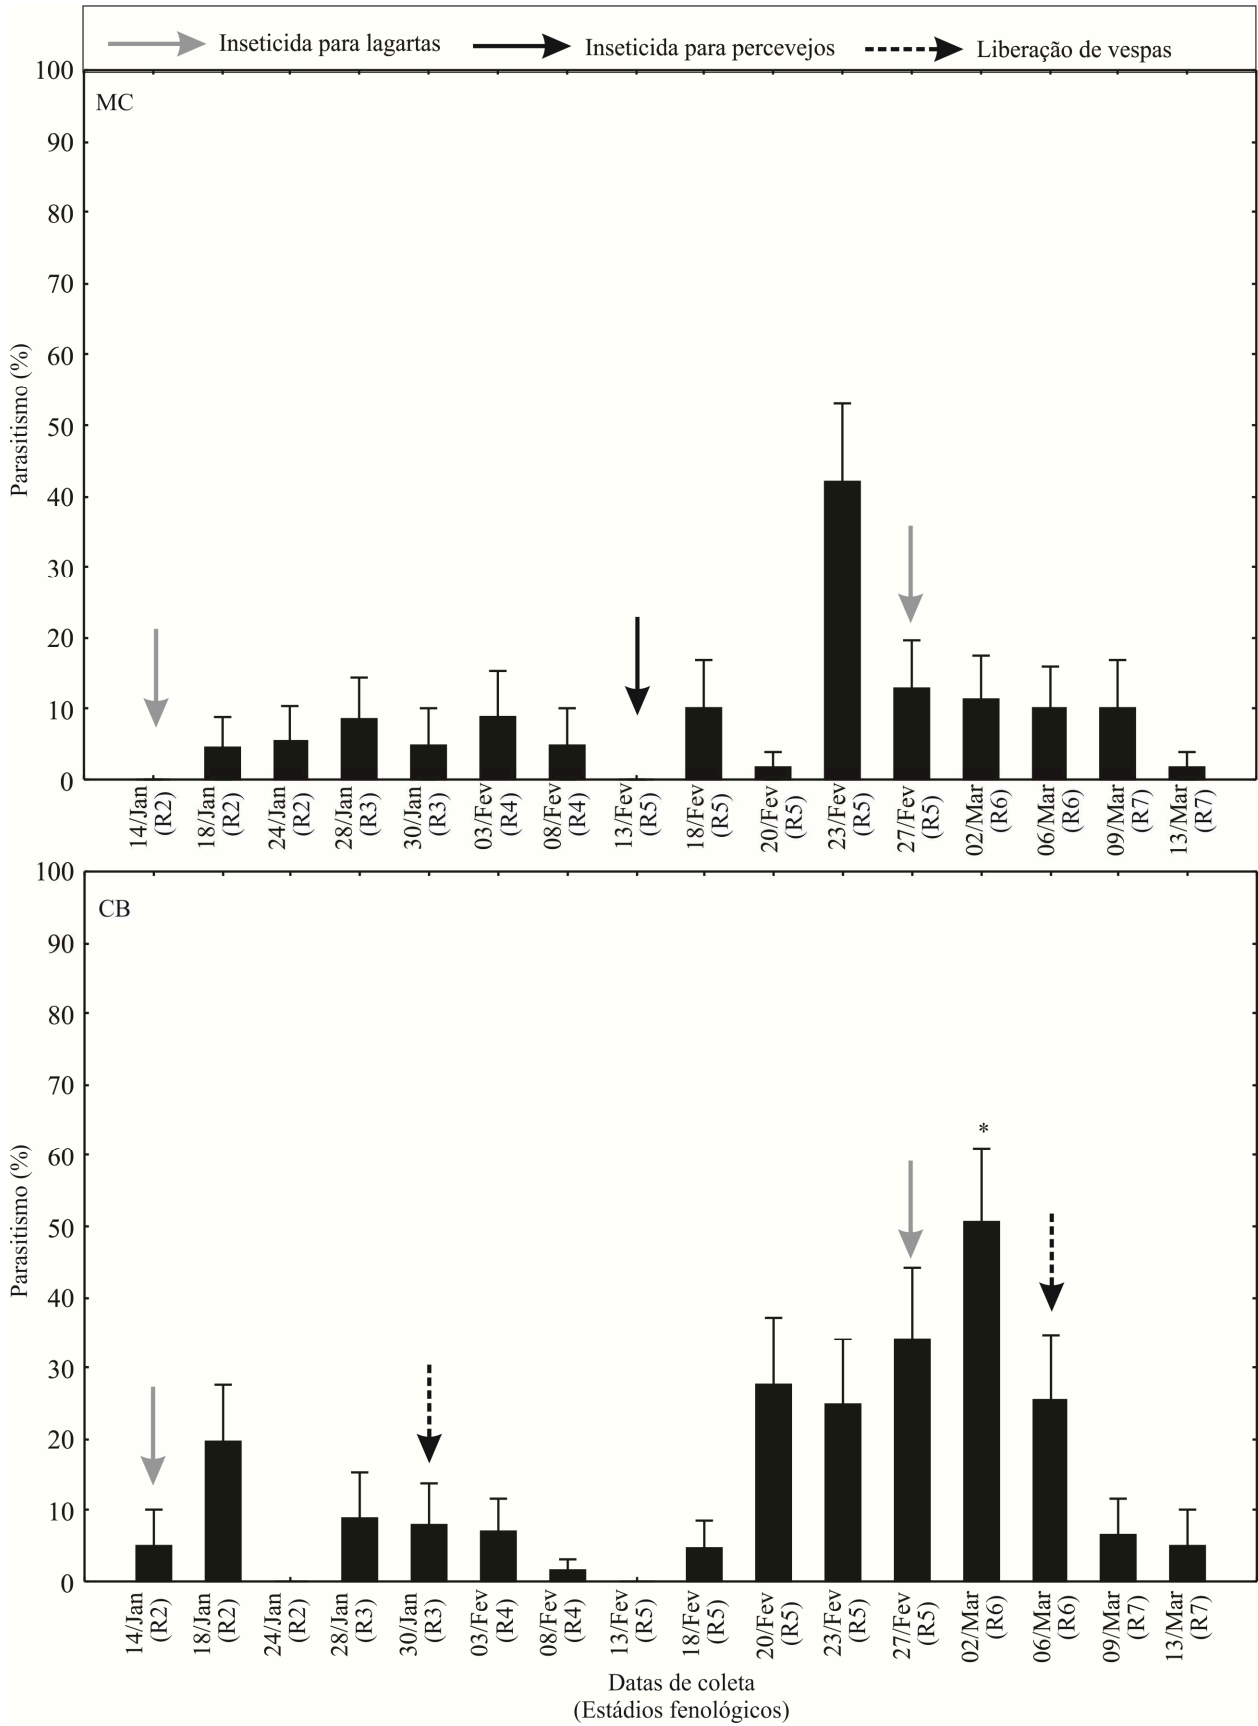 Inseticida para lagartas
Inseticida para percevejos
Liberação de vespas
MC
Parasitismo (%)
100
90
80
70
60
50
40
30
20
10
0
14/Jan
(R2)
18/Jan
(R2)
24/Jan
(R2)
28/Jan
(R3)
30/Jan
(R3)
03/Fev
(R4)
08/Fev
(R4)
13/Fev
(R5)
18/Fev
(R5)
20/Fev
(R5)
23/Fev
(R5)
27/Fev
(R5)
02/Mar
(R6)
06/Mar
(R6)
09/Mar
(R7)
13/Mar
(R7)
CB
Parasitismo (%)
100
90
80
70
60
50
40
30
20
10
0
*
14/Jan
(R2)
18/Jan
(R2)
24/Jan
(R2)
28/Jan
(R3)
30/Jan
(R3)
03/Fev
(R4)
08/Fev
(R4)
13/Fev
(R5)
18/Fev
(R5)
20/Fev
(R5)
23/Fev
(R5)
27/Fev
(R5)
02/Mar
(R6)
06/Mar
(R6)
09/Mar
(R7)
13/Mar
(R7)
Datas de coleta
(Estádios fenológicos)